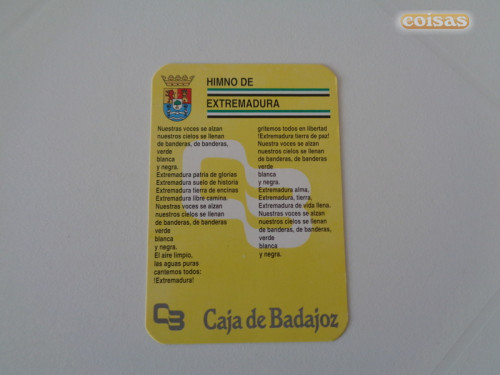 coisas
HIMNO DE
EXTREMADURA
Nuestras voces se alzan
nuestros cielos se llenan
de banderas, de banderas,
verde
blanca
y negra.
Extremadura patria de glorias
Extremadura suelo de historia
Extremadura tierra de encinas
Extremadura libre camina.
Nuestras voces se alzan
nuestros cielos se llenan
de banderas, de banderas
verde
blanca
y negra.
El aire limpio,
las aguas puras
cantemos todos:
!Extremadura!
gritemos todos en libertad
!Extremadura tierra de paz!
Nuestra voces se alzan
nuestros cielos se llenan
de banderas, de banderas
verde
blanca
y negra.
Extremadura alma,
Extremadura, tierra,
Extremadura de vida llena.
Nuestras voces se alzan
nuestros cielos se llenan
de banderas, de banderas,
verde
blanca
y negra.
CB Caja de Badajoz